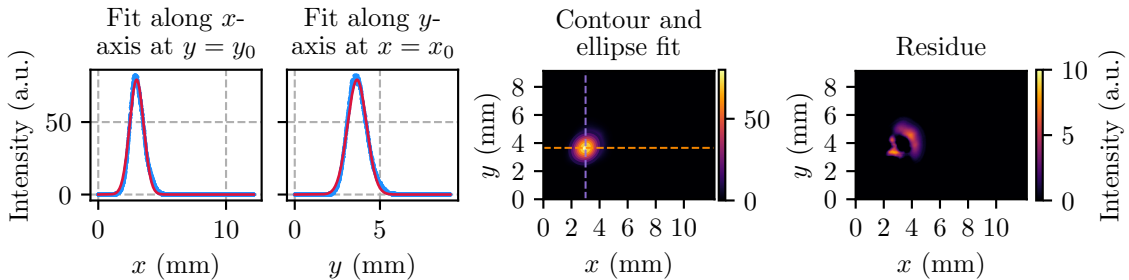 Fit along x-
axis at y = y₀
Intensity (a.u.)
50
0
0
10
x (mm)
Fit along y-
axis at x = x₀
0
5
y (mm)
Contour and
ellipse fit
y (mm)
8
6
4
2
0
0 2 4 6 8 10
x (mm)
50
0
Residue
y (mm)
8
6
4
2
0
0 2 4 6 8 10
x (mm)
10
5
0
Intensity (a.u.)